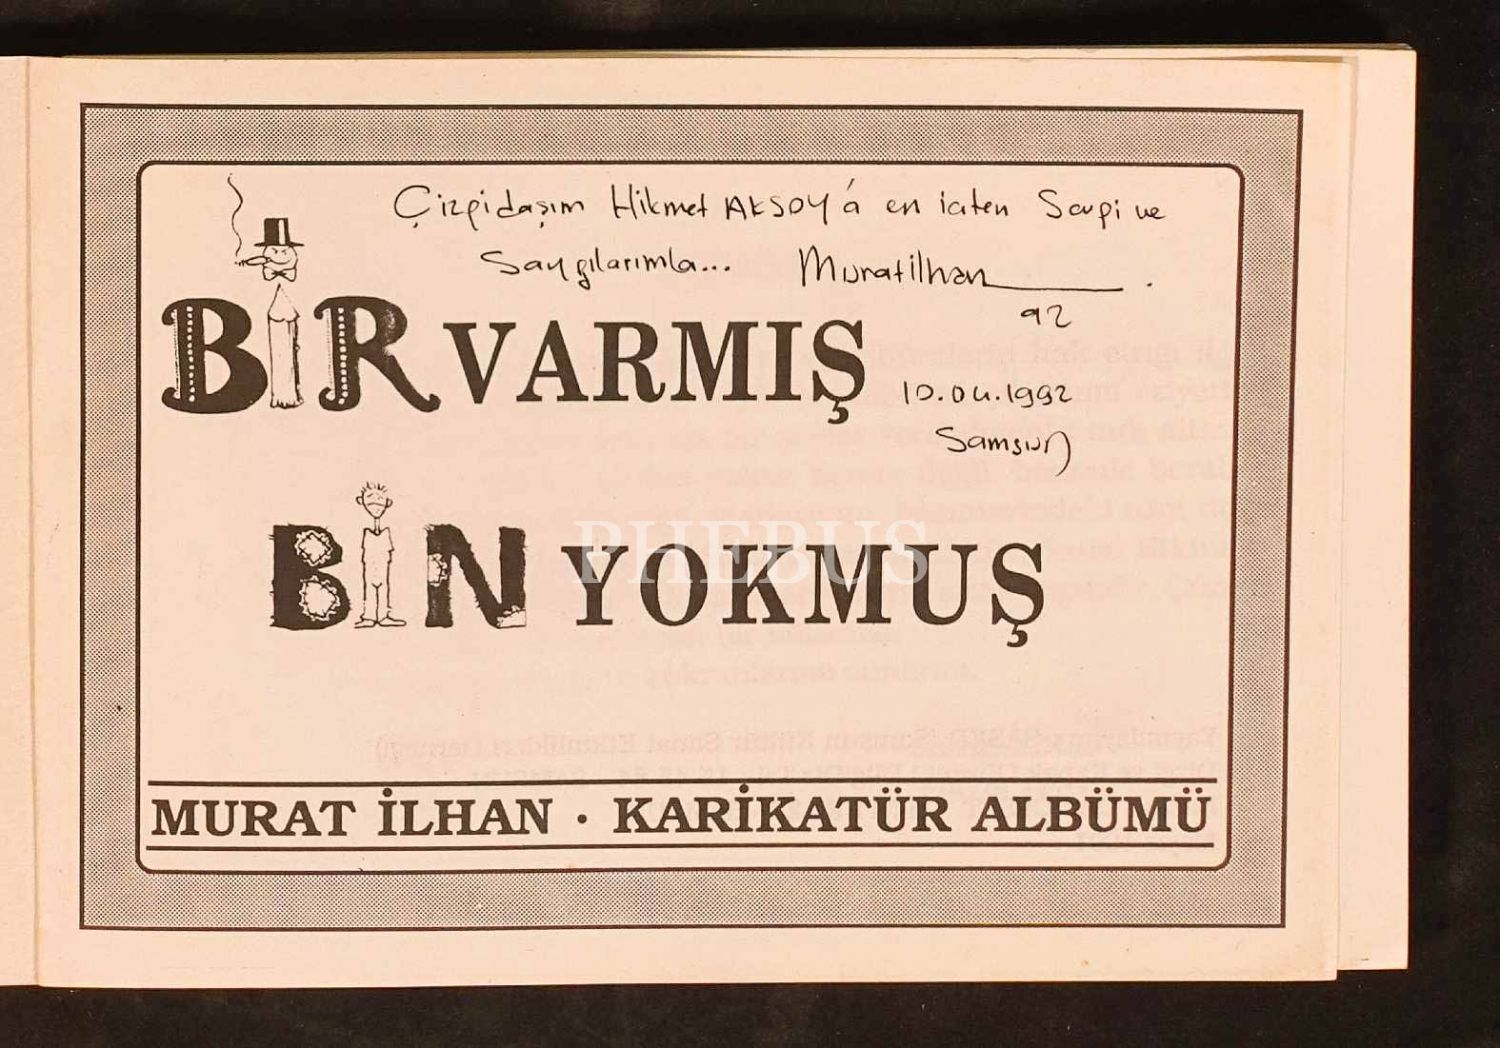 Çizgidaşım Hikmet AKSOY'a en içten Sevgi ve
Saygılarımla... Muratilhan
92
BİR VARMIŞ
10.04.1992
Samsun
BİN YOKMUŞ
PHEBUS
MURAT İLHAN · KARİKATÜR ALBÜMÜ